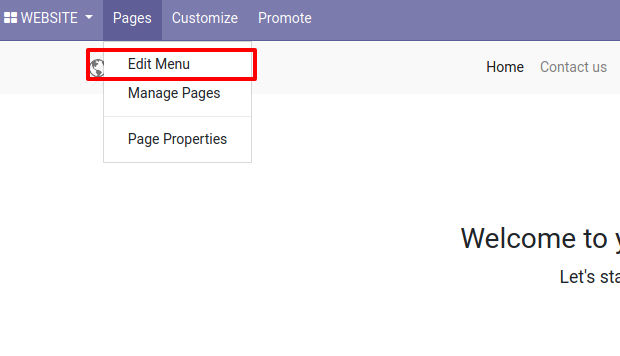 WEBSITE Pages Customize Promote
Edit Menu
Home Contact us
Manage Pages
Page Properties
Welcome to
Let's sta